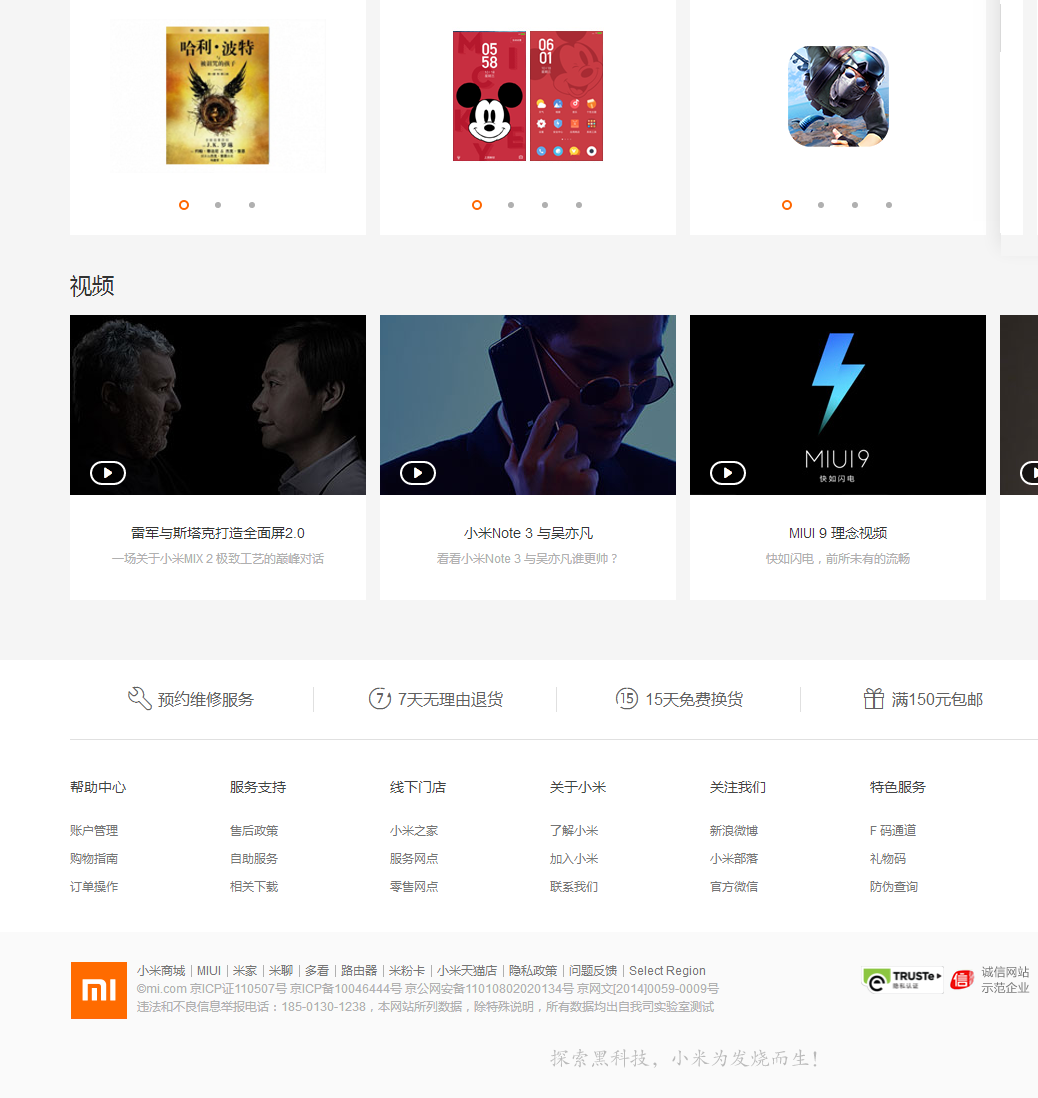 哈利·波特
被诅咒的孩子
05
58
06
01
视频
MIUI9
快如闪电
雷军与斯塔克打造全面屏2.0
小米Note 3 与吴亦凡
MIUI 9 理念视频
一场关于小米MIX 2 极致工艺的巅峰对话
看看小米Note 3 与吴亦凡谁更帅？
快如闪电，前所未有的流畅
预约维修服务
7 7天无理由退货
15 15天免费换货
满150元包邮
帮助中心
服务支持
线下门店
关于小米
关注我们
特色服务
账户管理
售后政策
小米之家
了解小米
新浪微博
F 码通道
购物指南
自助服务
服务网点
加入小米
小米部落
礼物码
订单操作
相关下载
零售网点
联系我们
官方微信
防伪查询
mi
小米商城|MIUI|米家|米聊|多看|路由器|米粉卡|小米天猫店|隐私政策|问题反馈|Select Region
©mi.com 京ICP证110507号 京ICP备10046444号 京公网安备11010802020134号 京网文[2014]0059-0009号
违法和不良信息举报电话：185-0130-1238，本网站所列数据，除特殊说明，所有数据均出自我司实验室测试
TRUSTe
隐私认证
信
诚信网站
示范企业
探索黑科技，小米为发烧而生！